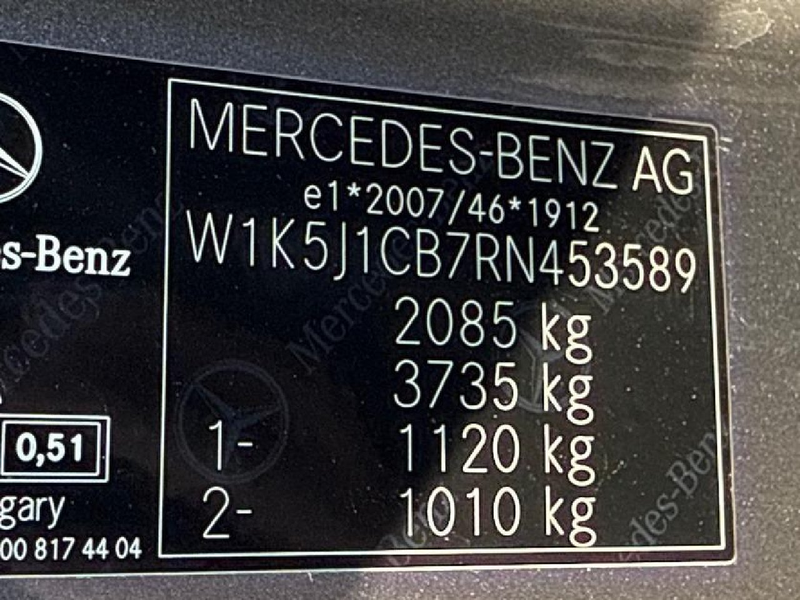 MERCEDES-BENZ AG
e1*2007/46*1912
W1K5J1CB7RN453589
2085 kg
3735 kg
1- 1120 kg
2- 1010 kg
s-Benz
0,51
gary
00 817 44 04